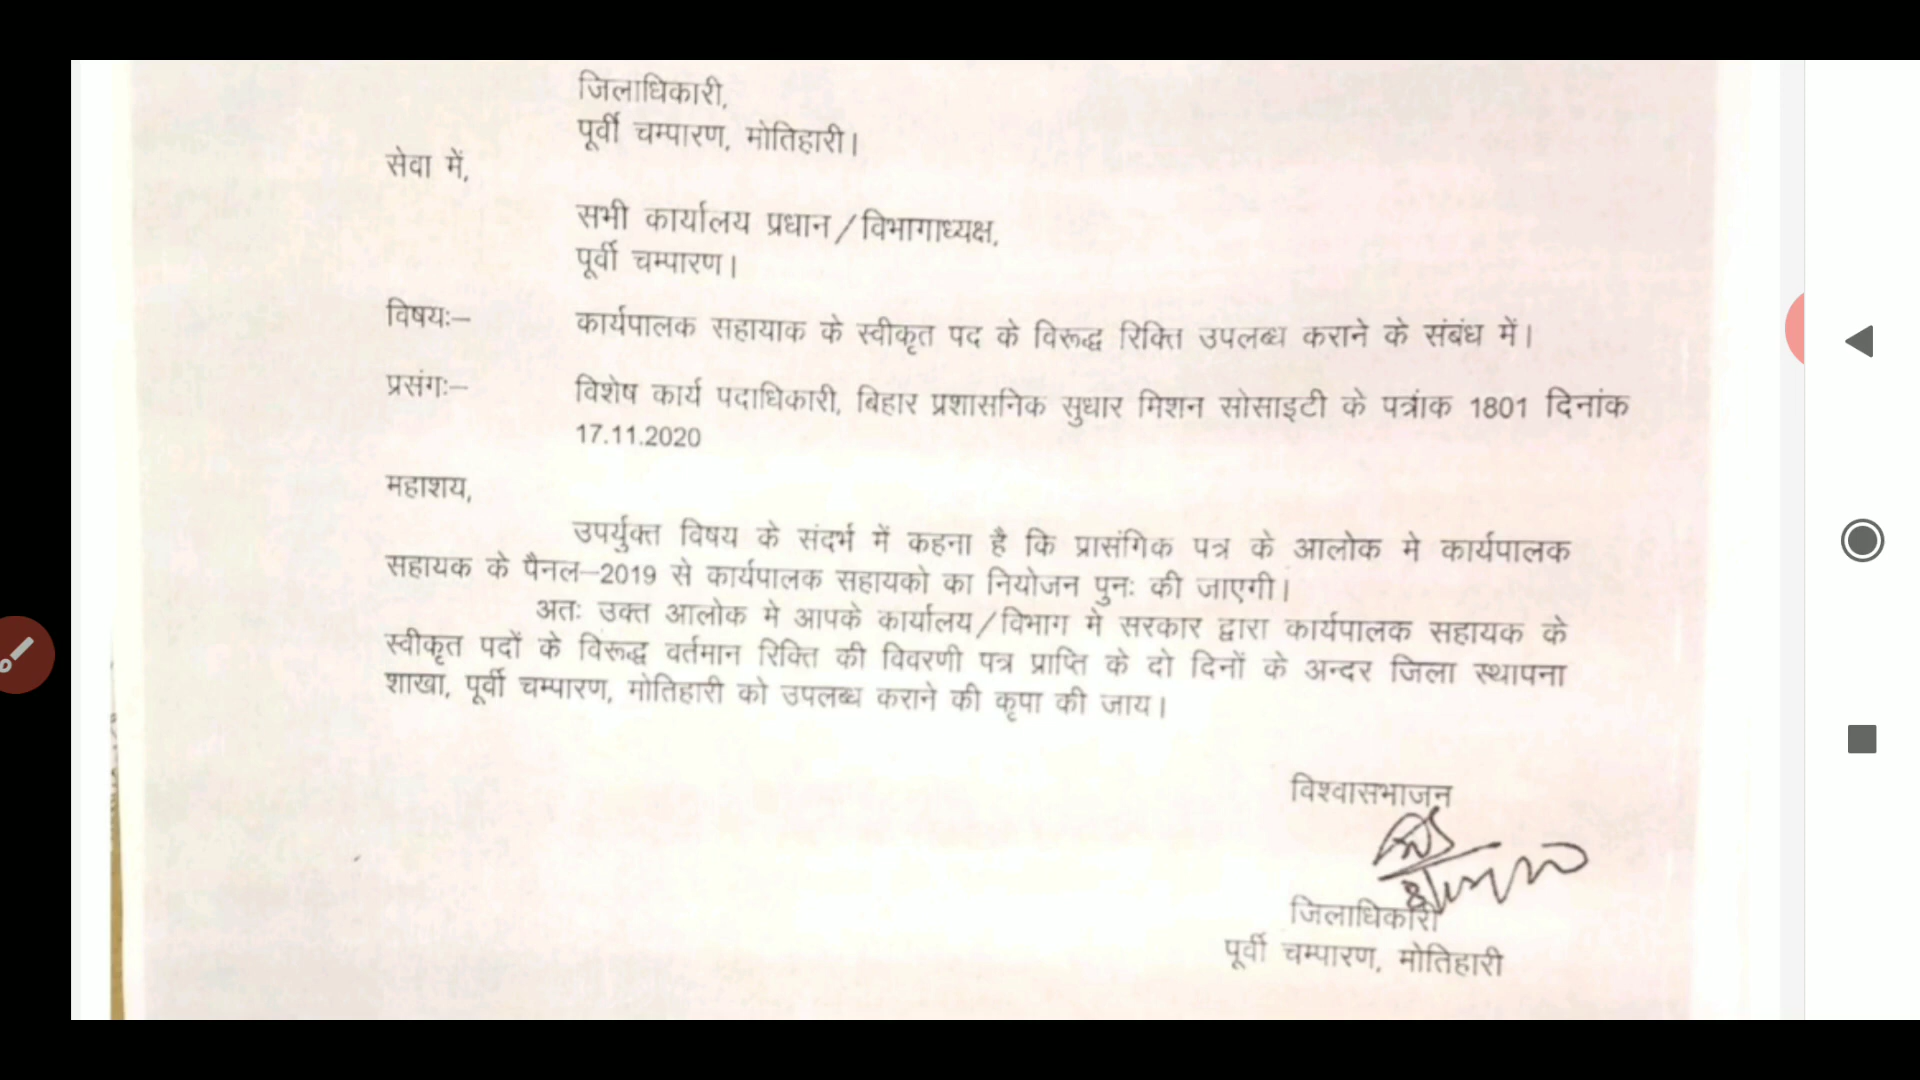 जिलाधिकारी,
पूर्वी चम्पारण, मोतिहारी।
सेवा में,
सभी कार्यालय प्रधान/विभागाध्यक्ष,
पूर्वी चम्पारण।
विषयः— कार्यपालक सहायाक के स्वीकृत पद के विरूद्ध रिक्ति उपलब्ध कराने के संबंध में।
प्रसंगः— विशेष कार्य पदाधिकारी, बिहार प्रशासनिक सुधार मिशन सोसाइटी के पत्रांक 1801 दिनांक
17.11.2020
महाशय,
उपर्युक्त विषय के संदर्भ में कहना है कि प्रासंगिक पत्र के आलोक मे कार्यपालक
सहायक के पैनल—2019 से कार्यपालक सहायको का नियोजन पुनः की जाएगी।
अतः उक्त आलोक मे आपके कार्यालय/विभाग मे सरकार द्वारा कार्यपालक सहायक के
स्वीकृत पदों के विरूद्ध वर्तमान रिक्ति की विवरणी पत्र प्राप्ति के दो दिनों के अन्दर जिला स्थापना
शाखा, पूर्वी चम्पारण, मोतिहारी को उपलब्ध कराने की कृपा की जाय।
विश्वासभाजन
जिलाधिकारी
पूर्वी चम्पारण, मोतिहारी